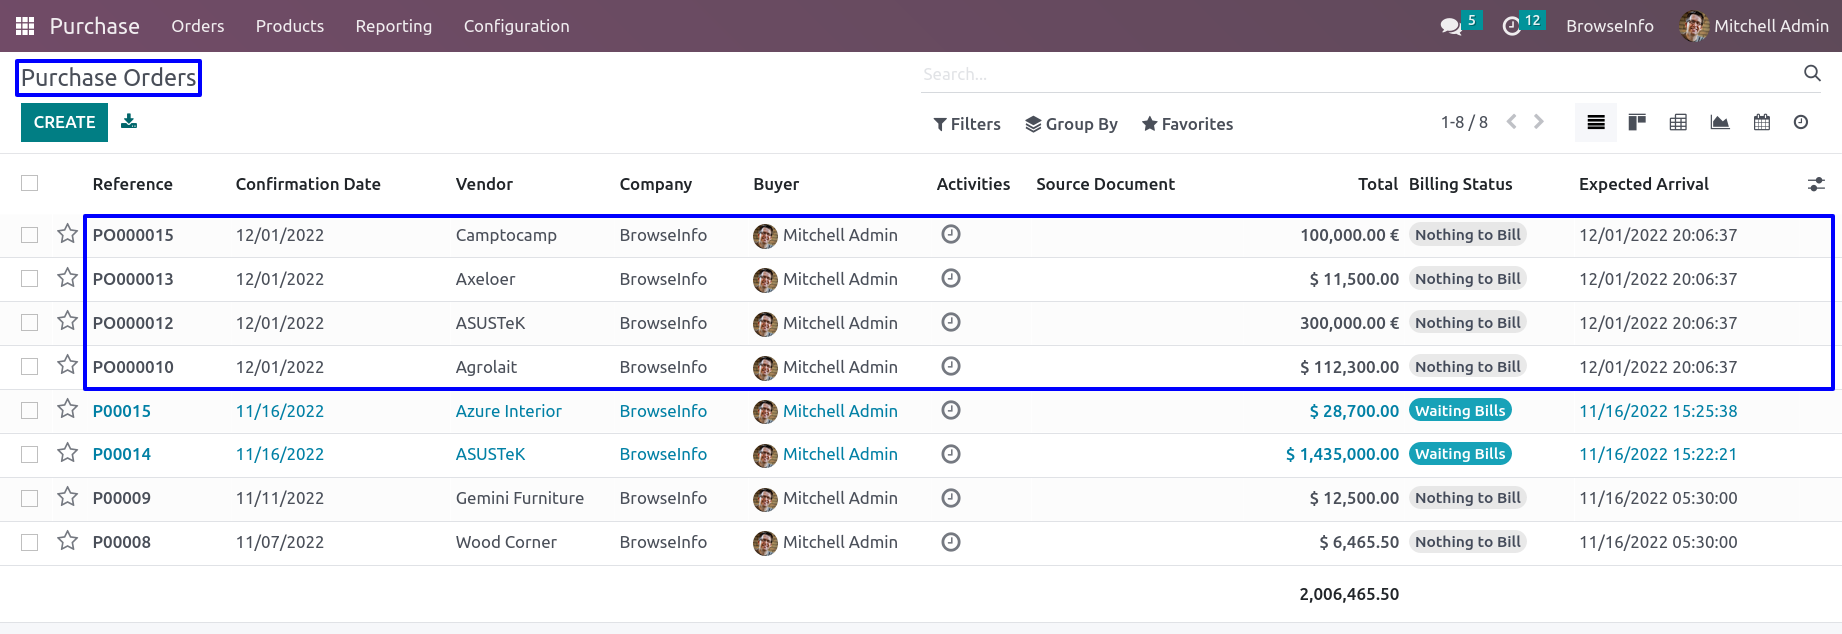 Purchase Orders Products Reporting Configuration 5 12 BrowseInfo Mitchell Admin
Purchase Orders
Search...
CREATE
Filters Group By Favorites 1-8 / 8
Reference Confirmation Date Vendor Company Buyer Activities Source Document Total Billing Status Expected Arrival
PO000015 12/01/2022 Camptocamp BrowseInfo Mitchell Admin 100,000.00 € Nothing to Bill 12/01/2022 20:06:37
PO000013 12/01/2022 Axeloer BrowseInfo Mitchell Admin $ 11,500.00 Nothing to Bill 12/01/2022 20:06:37
PO000012 12/01/2022 ASUSTeK BrowseInfo Mitchell Admin 300,000.00 € Nothing to Bill 12/01/2022 20:06:37
PO000010 12/01/2022 Agrolait BrowseInfo Mitchell Admin $ 112,300.00 Nothing to Bill 12/01/2022 20:06:37
P00015 11/16/2022 Azure Interior BrowseInfo Mitchell Admin $ 28,700.00 Waiting Bills 11/16/2022 15:25:38
P00014 11/16/2022 ASUSTeK BrowseInfo Mitchell Admin $ 1,435,000.00 Waiting Bills 11/16/2022 15:22:21
P00009 11/11/2022 Gemini Furniture BrowseInfo Mitchell Admin $ 12,500.00 Nothing to Bill 11/16/2022 05:30:00
P00008 11/07/2022 Wood Corner BrowseInfo Mitchell Admin $ 6,465.50 Nothing to Bill 11/16/2022 05:30:00
2,006,465.50